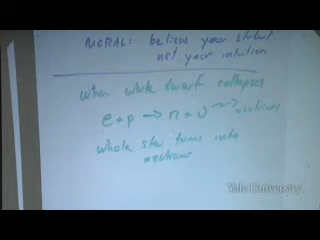 MORAL: believe your student
not your intuition
when white dwarf collapses
e + p → n + ν
neutrinos
whole star turns into
neutrons
Yale University